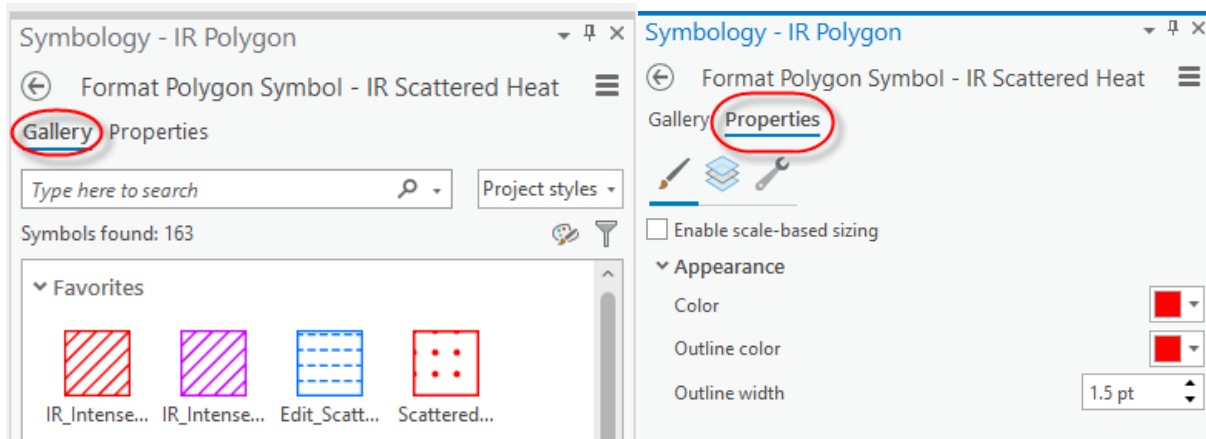 Symbology - IR Polygon
Format Polygon Symbol - IR Scattered Heat
Gallery Properties
Type here to search
Project styles
Symbols found: 163
Favorites
IR_Intense... IR_Intense... Edit_Scatt... Scattered...
Symbology - IR Polygon
Format Polygon Symbol - IR Scattered Heat
Gallery Properties
Enable scale-based sizing
Appearance
Color
Outline color
Outline width 1.5 pt